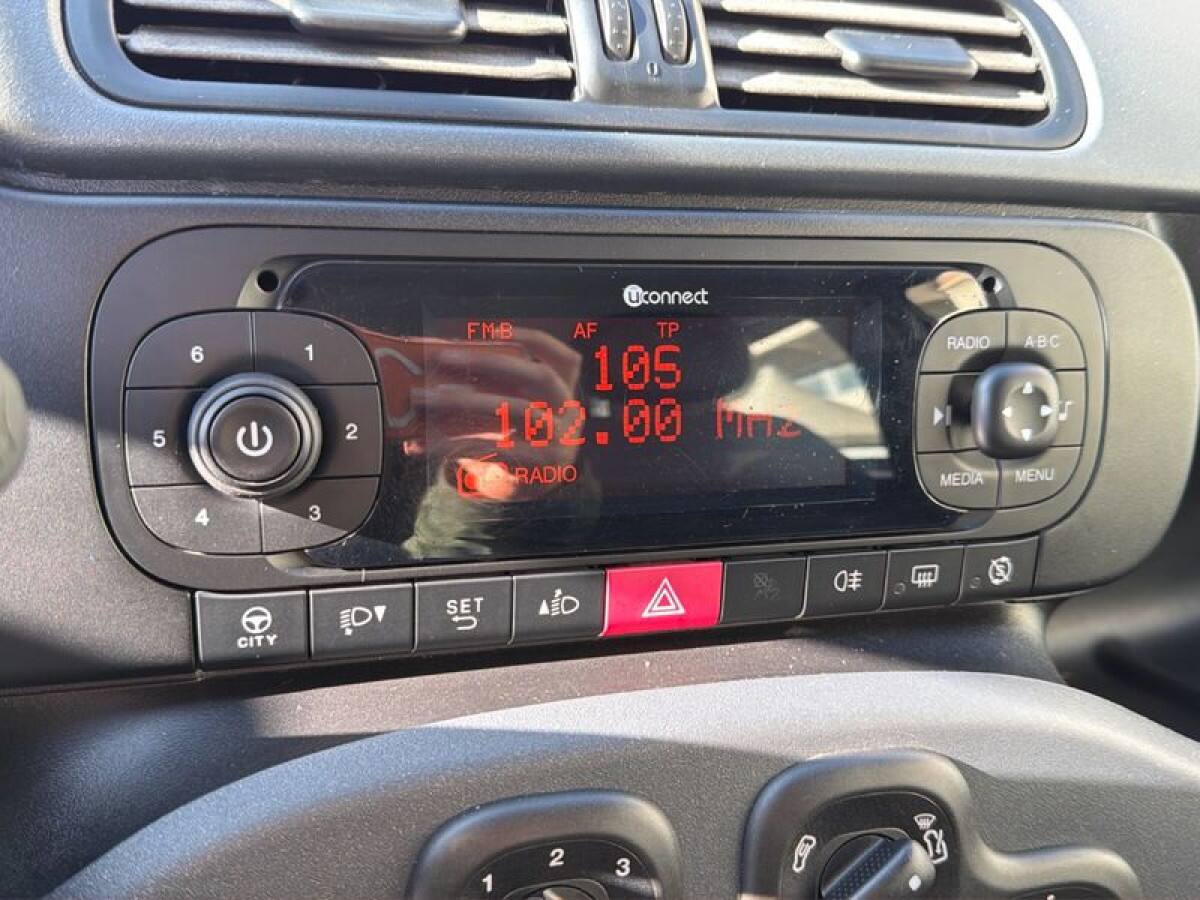 uconnect
FM-B AF TP
105
102.00 MHz
RADIO
6 1
5 2
4 3
RADIO A·B·C
MEDIA MENU
CITY
SET
S
1 2 3
0